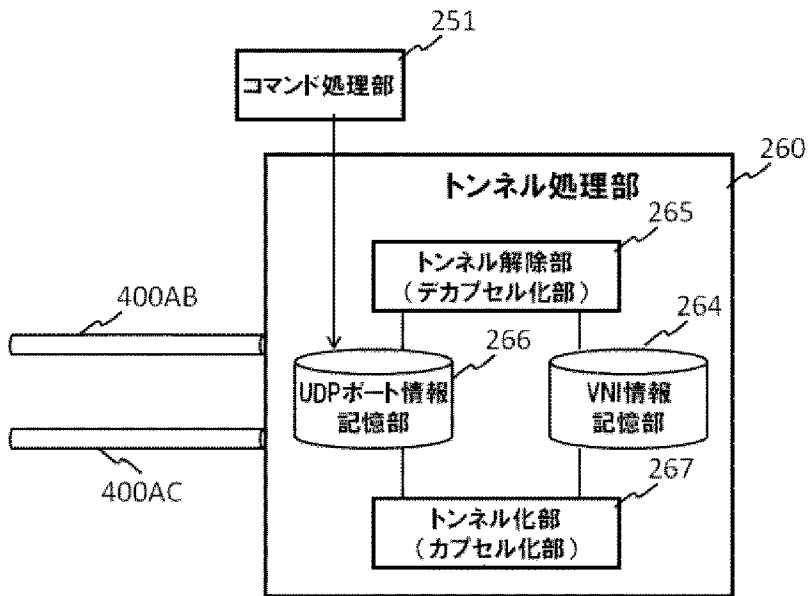 251
コマンド処理部
260
トンネル処理部
265
トンネル解除部
（デカプセル化部）
400AB
264
266
UDPポート情報
記憶部
VNI情報
記憶部
400AC
267
トンネル化部
（カプセル化部）